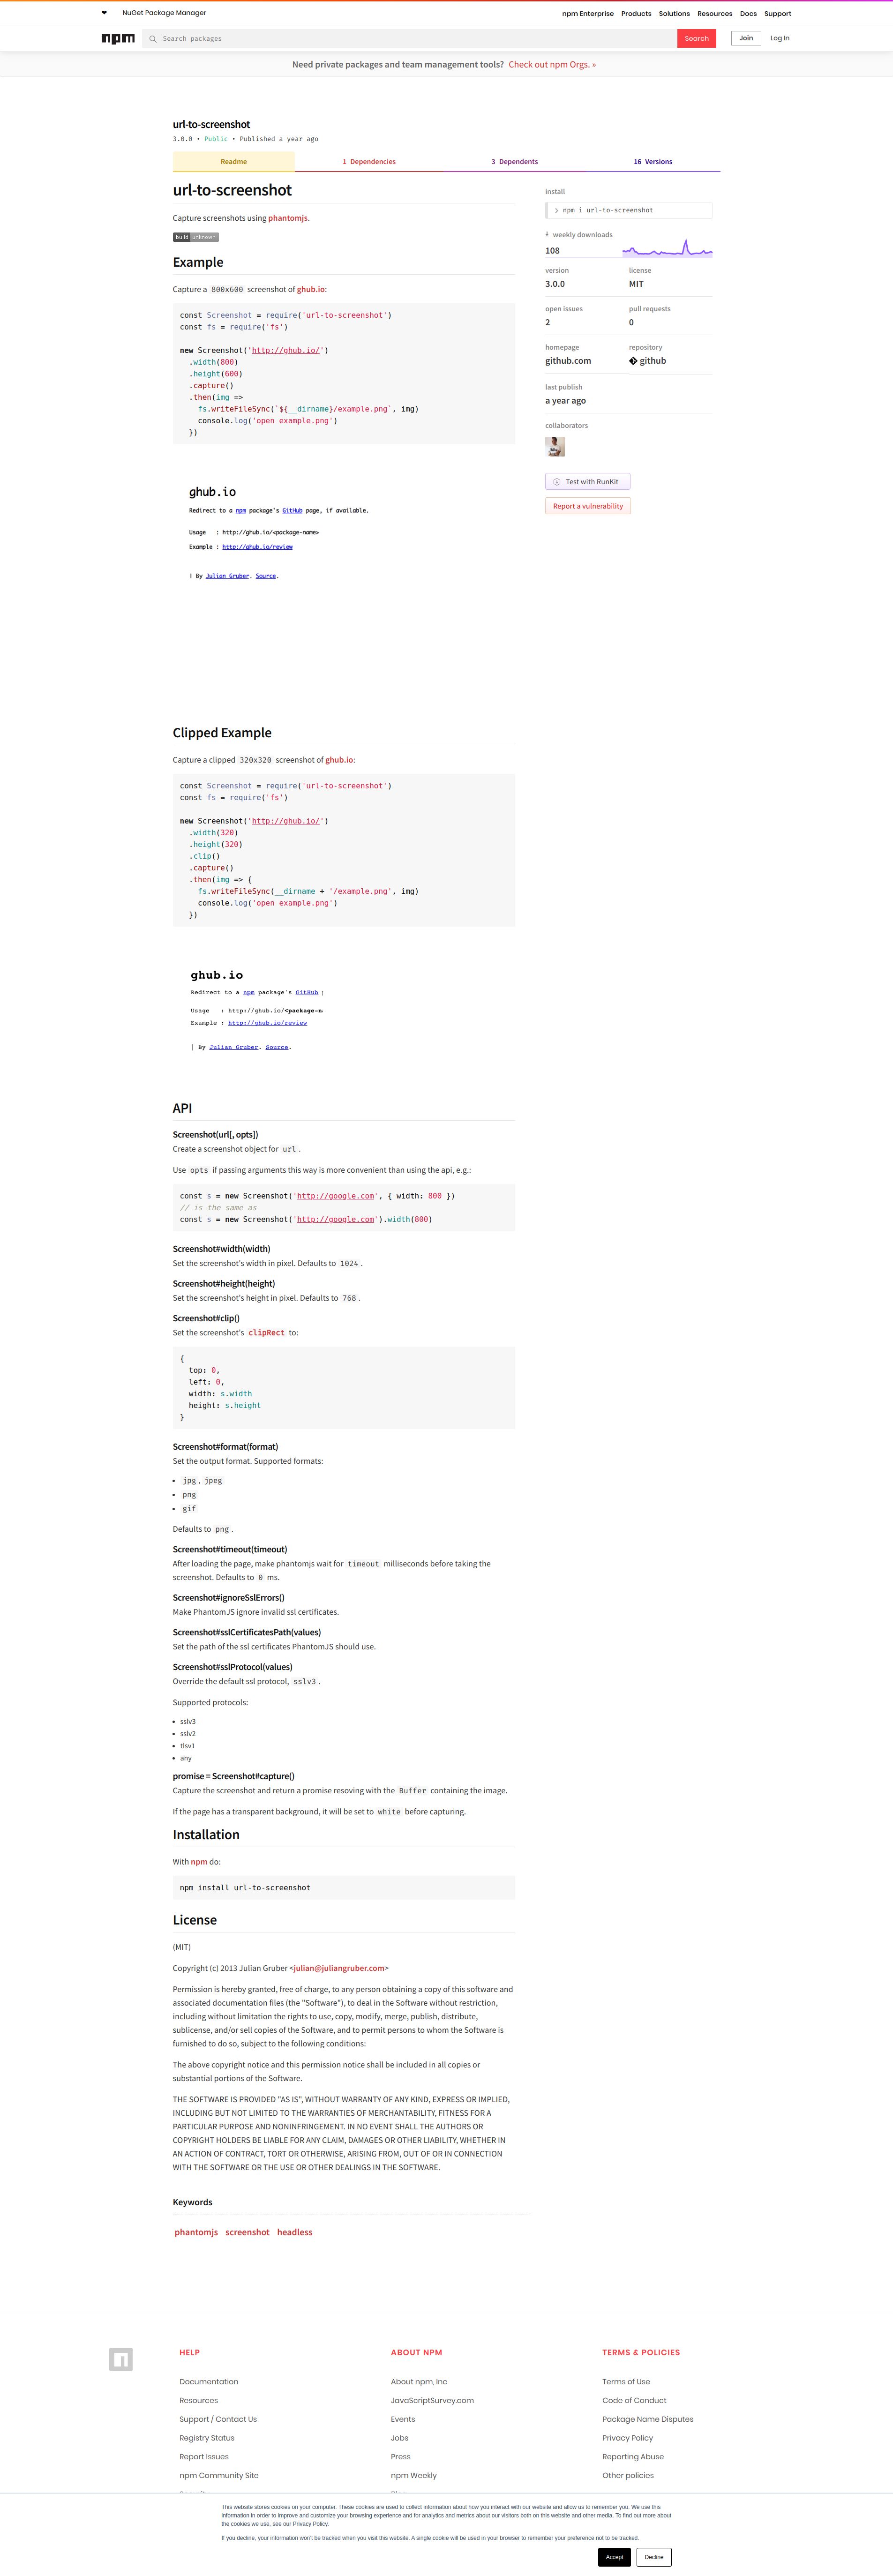 ❤ NuGet Package Manager
npm Enterprise Products Solutions Resources Docs Support
npm Search packages Search Join Log In
Need private packages and team management tools? Check out npm Orgs. »
url-to-screenshot
3.0.0 • Public • Published a year ago
Readme 1 Dependencies 3 Dependents 16 Versions
url-to-screenshot
Capture screenshots using phantomjs.
build unknown
Example
Capture a 800x600 screenshot of ghub.io:
const Screenshot = require('url-to-screenshot')
const fs = require('fs')
new Screenshot('http://ghub.io/')
.width(800)
.height(600)
.capture()
.then(img =>
fs.writeFileSync(`${__dirname}/example.png`, img)
console.log('open example.png')
})
ghub.io
Redirect to a npm package's GitHub page, if available.
Usage : http://ghub.io/<package-name>
Example : http://ghub.io/review
| By Julian Gruber. Source.
Clipped Example
Capture a clipped 320x320 screenshot of ghub.io:
const Screenshot = require('url-to-screenshot')
const fs = require('fs')
new Screenshot('http://ghub.io/')
.width(320)
.height(320)
.clip()
.capture()
.then(img => {
fs.writeFileSync(__dirname + '/example.png', img)
console.log('open example.png')
})
ghub.io
Redirect to a npm package's GitHub
Usage : http://ghub.io/<package-n
Example : http://ghub.io/review
| By Julian Gruber. Source.
API
Screenshot(url[, opts])
Create a screenshot object for url.
Use opts if passing arguments this way is more convenient than using the api, e.g.:
const s = new Screenshot('http://google.com', { width: 800 })
// is the same as
const s = new Screenshot('http://google.com').width(800)
Screenshot#width(width)
Set the screenshot's width in pixel. Defaults to 1024.
Screenshot#height(height)
Set the screenshot's height in pixel. Defaults to 768.
Screenshot#clip()
Set the screenshot's clipRect to:
{
top: 0,
left: 0,
width: s.width
height: s.height
}
Screenshot#format(format)
Set the output format. Supported formats:
• jpg, jpeg
• png
• gif
Defaults to png.
Screenshot#timeout(timeout)
After loading the page, make phantomjs wait for timeout milliseconds before taking the
screenshot. Defaults to 0 ms.
Screenshot#ignoreSslErrors()
Make PhantomJS ignore invalid ssl certificates.
Screenshot#sslCertificatesPath(values)
Set the path of the ssl certificates PhantomJS should use.
Screenshot#sslProtocol(values)
Override the default ssl protocol, sslv3.
Supported protocols:
• sslv3
• sslv2
• tlsv1
• any
promise = Screenshot#capture()
Capture the screenshot and return a promise resoving with the Buffer containing the image.
If the page has a transparent background, it will be set to white before capturing.
Installation
With npm do:
npm install url-to-screenshot
License
(MIT)
Copyright (c) 2013 Julian Gruber <julian@juliangruber.com>
Permission is hereby granted, free of charge, to any person obtaining a copy of this software and
associated documentation files (the "Software"), to deal in the Software without restriction,
including without limitation the rights to use, copy, modify, merge, publish, distribute,
sublicense, and/or sell copies of the Software, and to permit persons to whom the Software is
furnished to do so, subject to the following conditions:
The above copyright notice and this permission notice shall be included in all copies or
substantial portions of the Software.
THE SOFTWARE IS PROVIDED "AS IS", WITHOUT WARRANTY OF ANY KIND, EXPRESS OR IMPLIED,
INCLUDING BUT NOT LIMITED TO THE WARRANTIES OF MERCHANTABILITY, FITNESS FOR A
PARTICULAR PURPOSE AND NONINFRINGEMENT. IN NO EVENT SHALL THE AUTHORS OR
COPYRIGHT HOLDERS BE LIABLE FOR ANY CLAIM, DAMAGES OR OTHER LIABILITY, WHETHER IN
AN ACTION OF CONTRACT, TORT OR OTHERWISE, ARISING FROM, OUT OF OR IN CONNECTION
WITH THE SOFTWARE OR THE USE OR OTHER DEALINGS IN THE SOFTWARE.
Keywords
phantomjs screenshot headless
install
npm i url-to-screenshot
weekly downloads
108
version license
3.0.0 MIT
open issues pull requests
2 0
homepage repository
github.com github
last publish
a year ago
collaborators
Test with RunKit
Report a vulnerability
HELP
Documentation
Resources
Support / Contact Us
Registry Status
Report Issues
npm Community Site
ABOUT NPM
About npm, Inc
JavaScriptSurvey.com
Events
Jobs
Press
npm Weekly
TERMS & POLICIES
Terms of Use
Code of Conduct
Package Name Disputes
Privacy Policy
Reporting Abuse
Other policies
This website stores cookies on your computer. These cookies are used to collect information about how you interact with our website and allow us to remember you. We use this
information in order to improve and customize your browsing experience and for analytics and metrics about our visitors both on this website and other media. To find out more about
the cookies we use, see our Privacy Policy.
If you decline, your information won't be tracked when you visit this website. A single cookie will be used in your browser to remember your preference not to be tracked.
Accept Decline